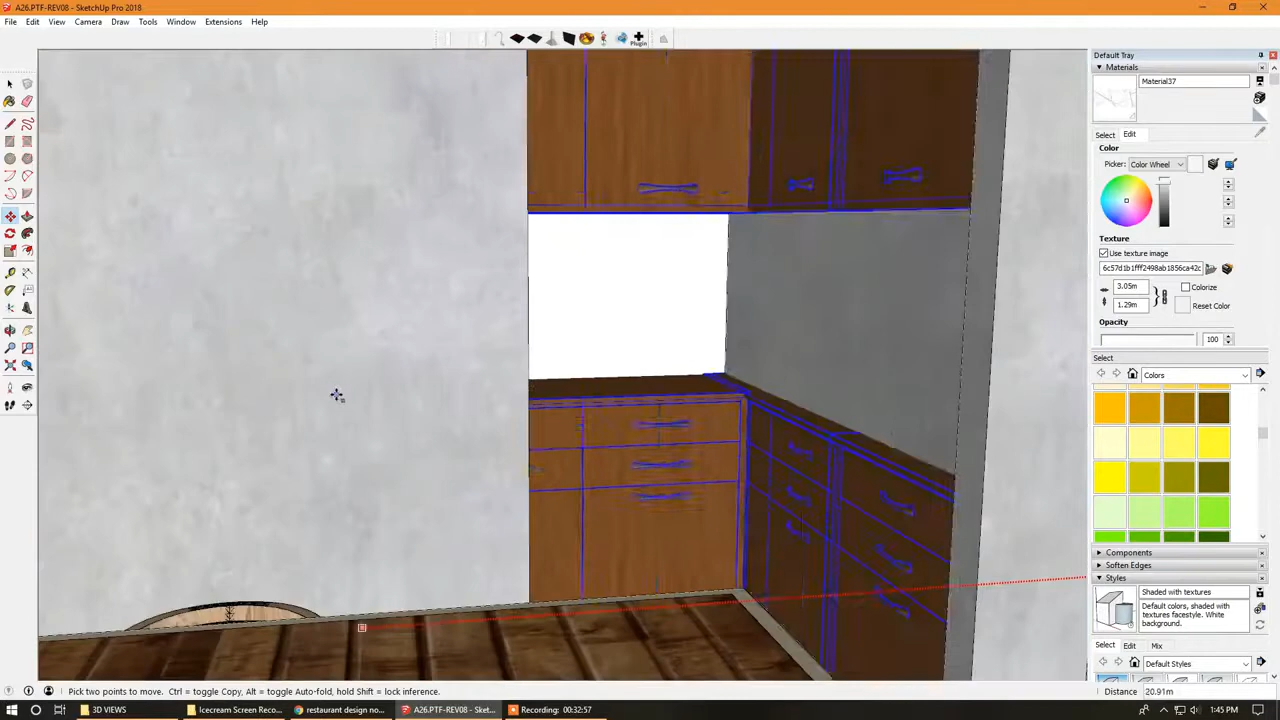 A26.PTF-REV08 - SketchUp Pro 2018
File Edit View Camera Draw Tools Window Extensions Help
Plugin
Default Tray
Materials
Material37
Select Edit
Color
Picker: Color Wheel
Texture
Use texture image
6c57d1b1fff2498ab1856ca42c
3.05m
Colorize
1.29m
Reset Color
Opacity
100
Select
Colors
Components
Soften Edges
Styles
Shaded with textures
Default colors, shaded with textures facestyle. White background.
Select Edit Mix
Default Styles
Pick two points to move. Ctrl = toggle Copy, Alt = toggle Auto-fold, hold Shift = lock inference.
Distance 20.91m
3D VIEWS
Icecream Screen Reco...
restaurant design no...
A26.PTF-REV08 - Sket...
Recording: 00:32:57
3:45 PM